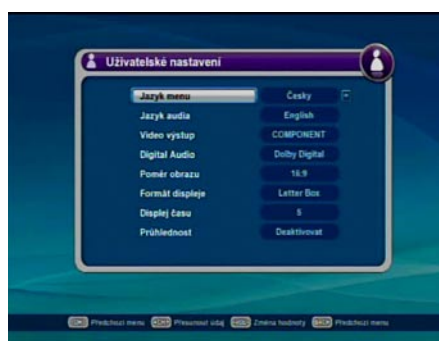 Uživatelské nastavení
Jazyk menu Česky
Jazyk audia English
Video výstup COMPONENT
Digital Audio Dolby Digital
Poměr obrazu 16:9
Formát displeje Letter Box
Displej času 5
Průhlednost Deaktivovat
Předchozí menu Přesunout údaj Změna hodnoty Předchozí menu